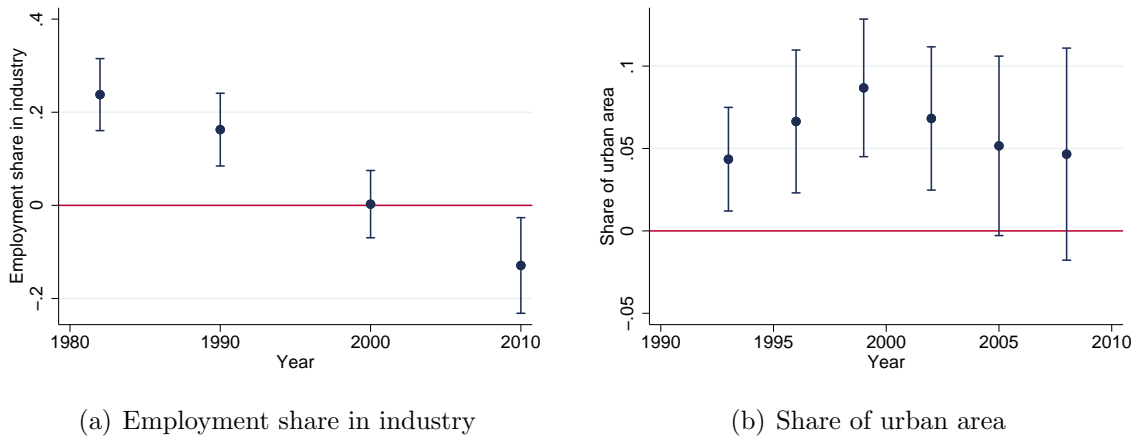 Employment share in industry
.4
.2
0
-.2
1980 1990 2000 2010
Year
(a) Employment share in industry
Share of urban area
.1
.05
0
-.05
1990 1995 2000 2005 2010
Year
(b) Share of urban area